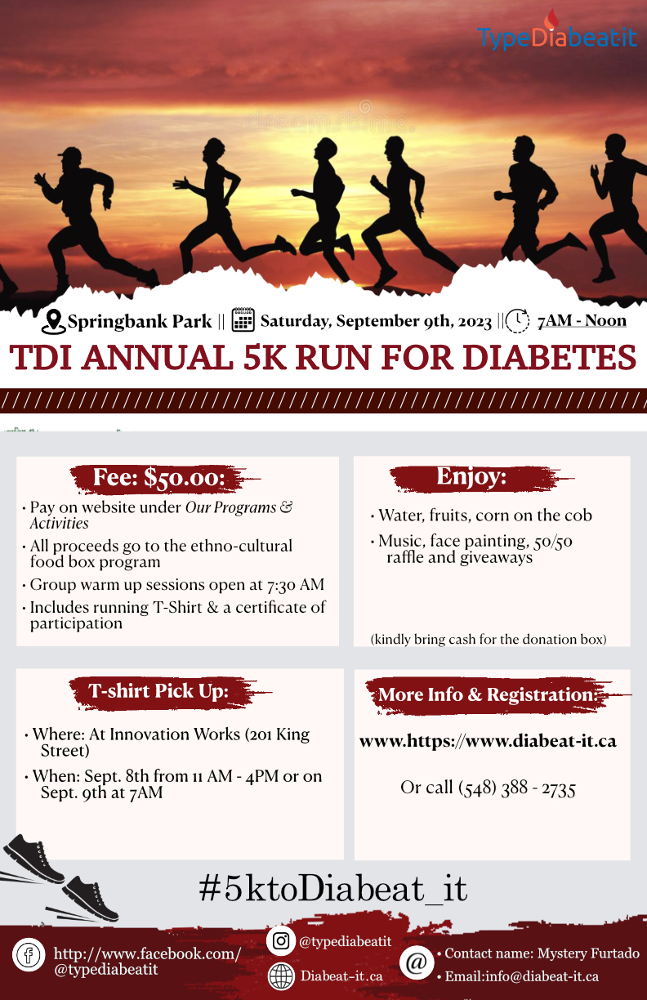 TypeDiabeat·it
dreamstime.
Springbank Park || Saturday, September 9th, 2023 || 7AM - Noon
TDI ANNUAL 5K RUN FOR DIABETES
Fee: $50.00:
· Pay on website under Our Programs &
Activities
· All proceeds go to the ethno-cultural
food box program
· Group warm up sessions open at 7:30 AM
· Includes running T-Shirt & a certificate of
participation
Enjoy:
· Water, fruits, corn on the cob
· Music, face painting, 50/50
raffle and giveaways
(kindly bring cash for the donation box)
T-shirt Pick Up:
· Where: At Innovation Works (201 King
Street)
· When: Sept. 8th from 11 AM - 4PM or on
Sept. 9th at 7AM
More Info & Registration:
www.https://www.diabeat-it.ca
Or call (548) 388 - 2735
#5ktoDiabeat_it
http://www.facebook.com/
@typediabeatit
@typediabeatit
Diabeat-it.ca
@
• Contact name: Mystery Furtado
• Email:info@diabeat-it.ca